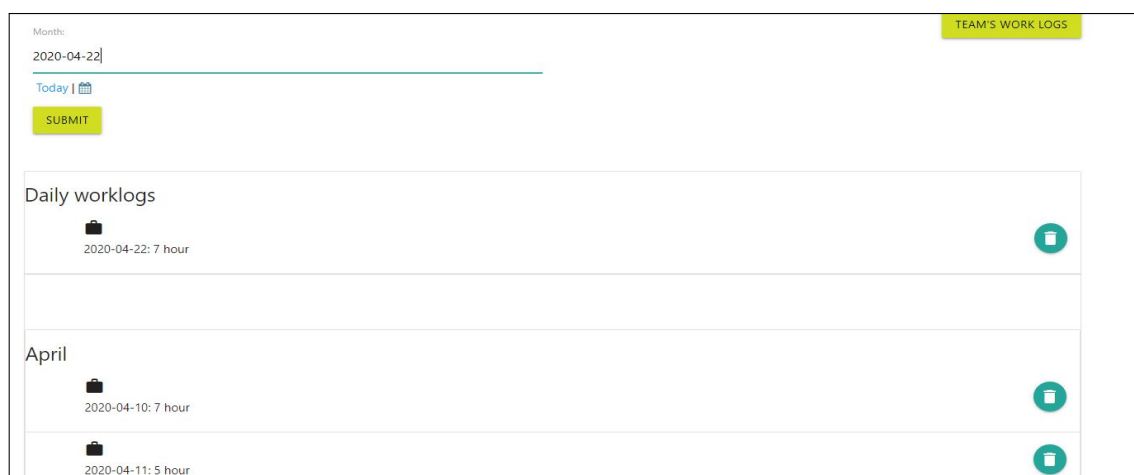 TEAM'S WORK LOGS
Month:
2020-04-22
Today |
SUBMIT
Daily worklogs
2020-04-22: 7 hour
April
2020-04-10: 7 hour
2020-04-11: 5 hour